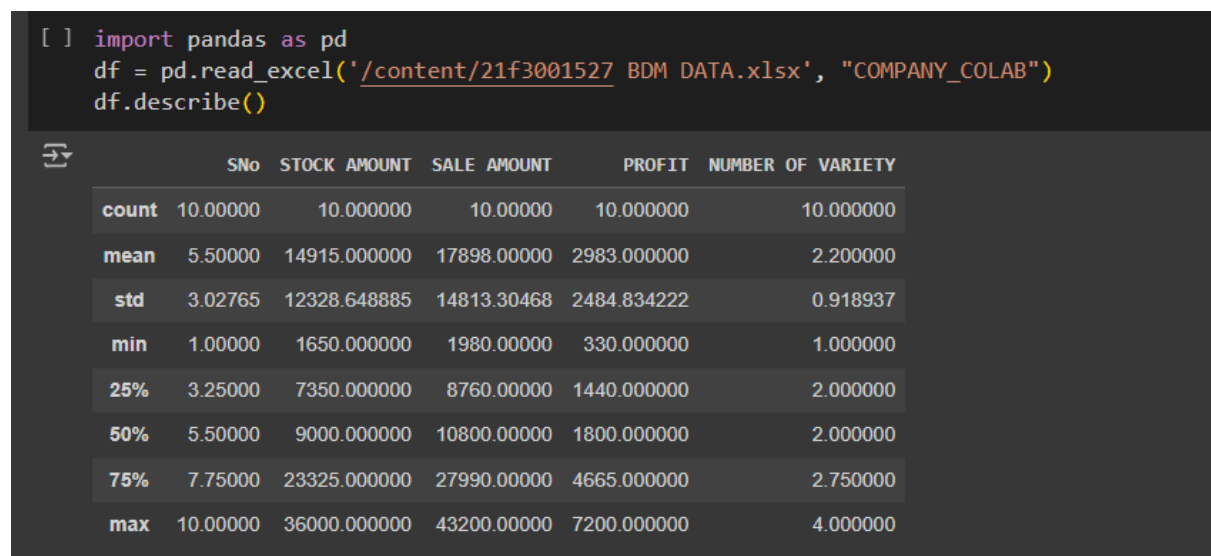 [ ] import pandas as pd
df = pd.read_excel('/content/21f3001527 BDM DATA.xlsx', "COMPANY_COLAB")
df.describe()
SNo STOCK AMOUNT SALE AMOUNT PROFIT NUMBER OF VARIETY
count 10.00000 10.000000 10.00000 10.000000 10.000000
mean 5.50000 14915.000000 17898.00000 2983.000000 2.200000
std 3.02765 12328.648885 14813.30468 2484.834222 0.918937
min 1.00000 1650.000000 1980.00000 330.000000 1.000000
25% 3.25000 7350.000000 8760.00000 1440.000000 2.000000
50% 5.50000 9000.000000 10800.00000 1800.000000 2.000000
75% 7.75000 23325.000000 27990.00000 4665.000000 2.750000
max 10.00000 36000.000000 43200.00000 7200.000000 4.000000